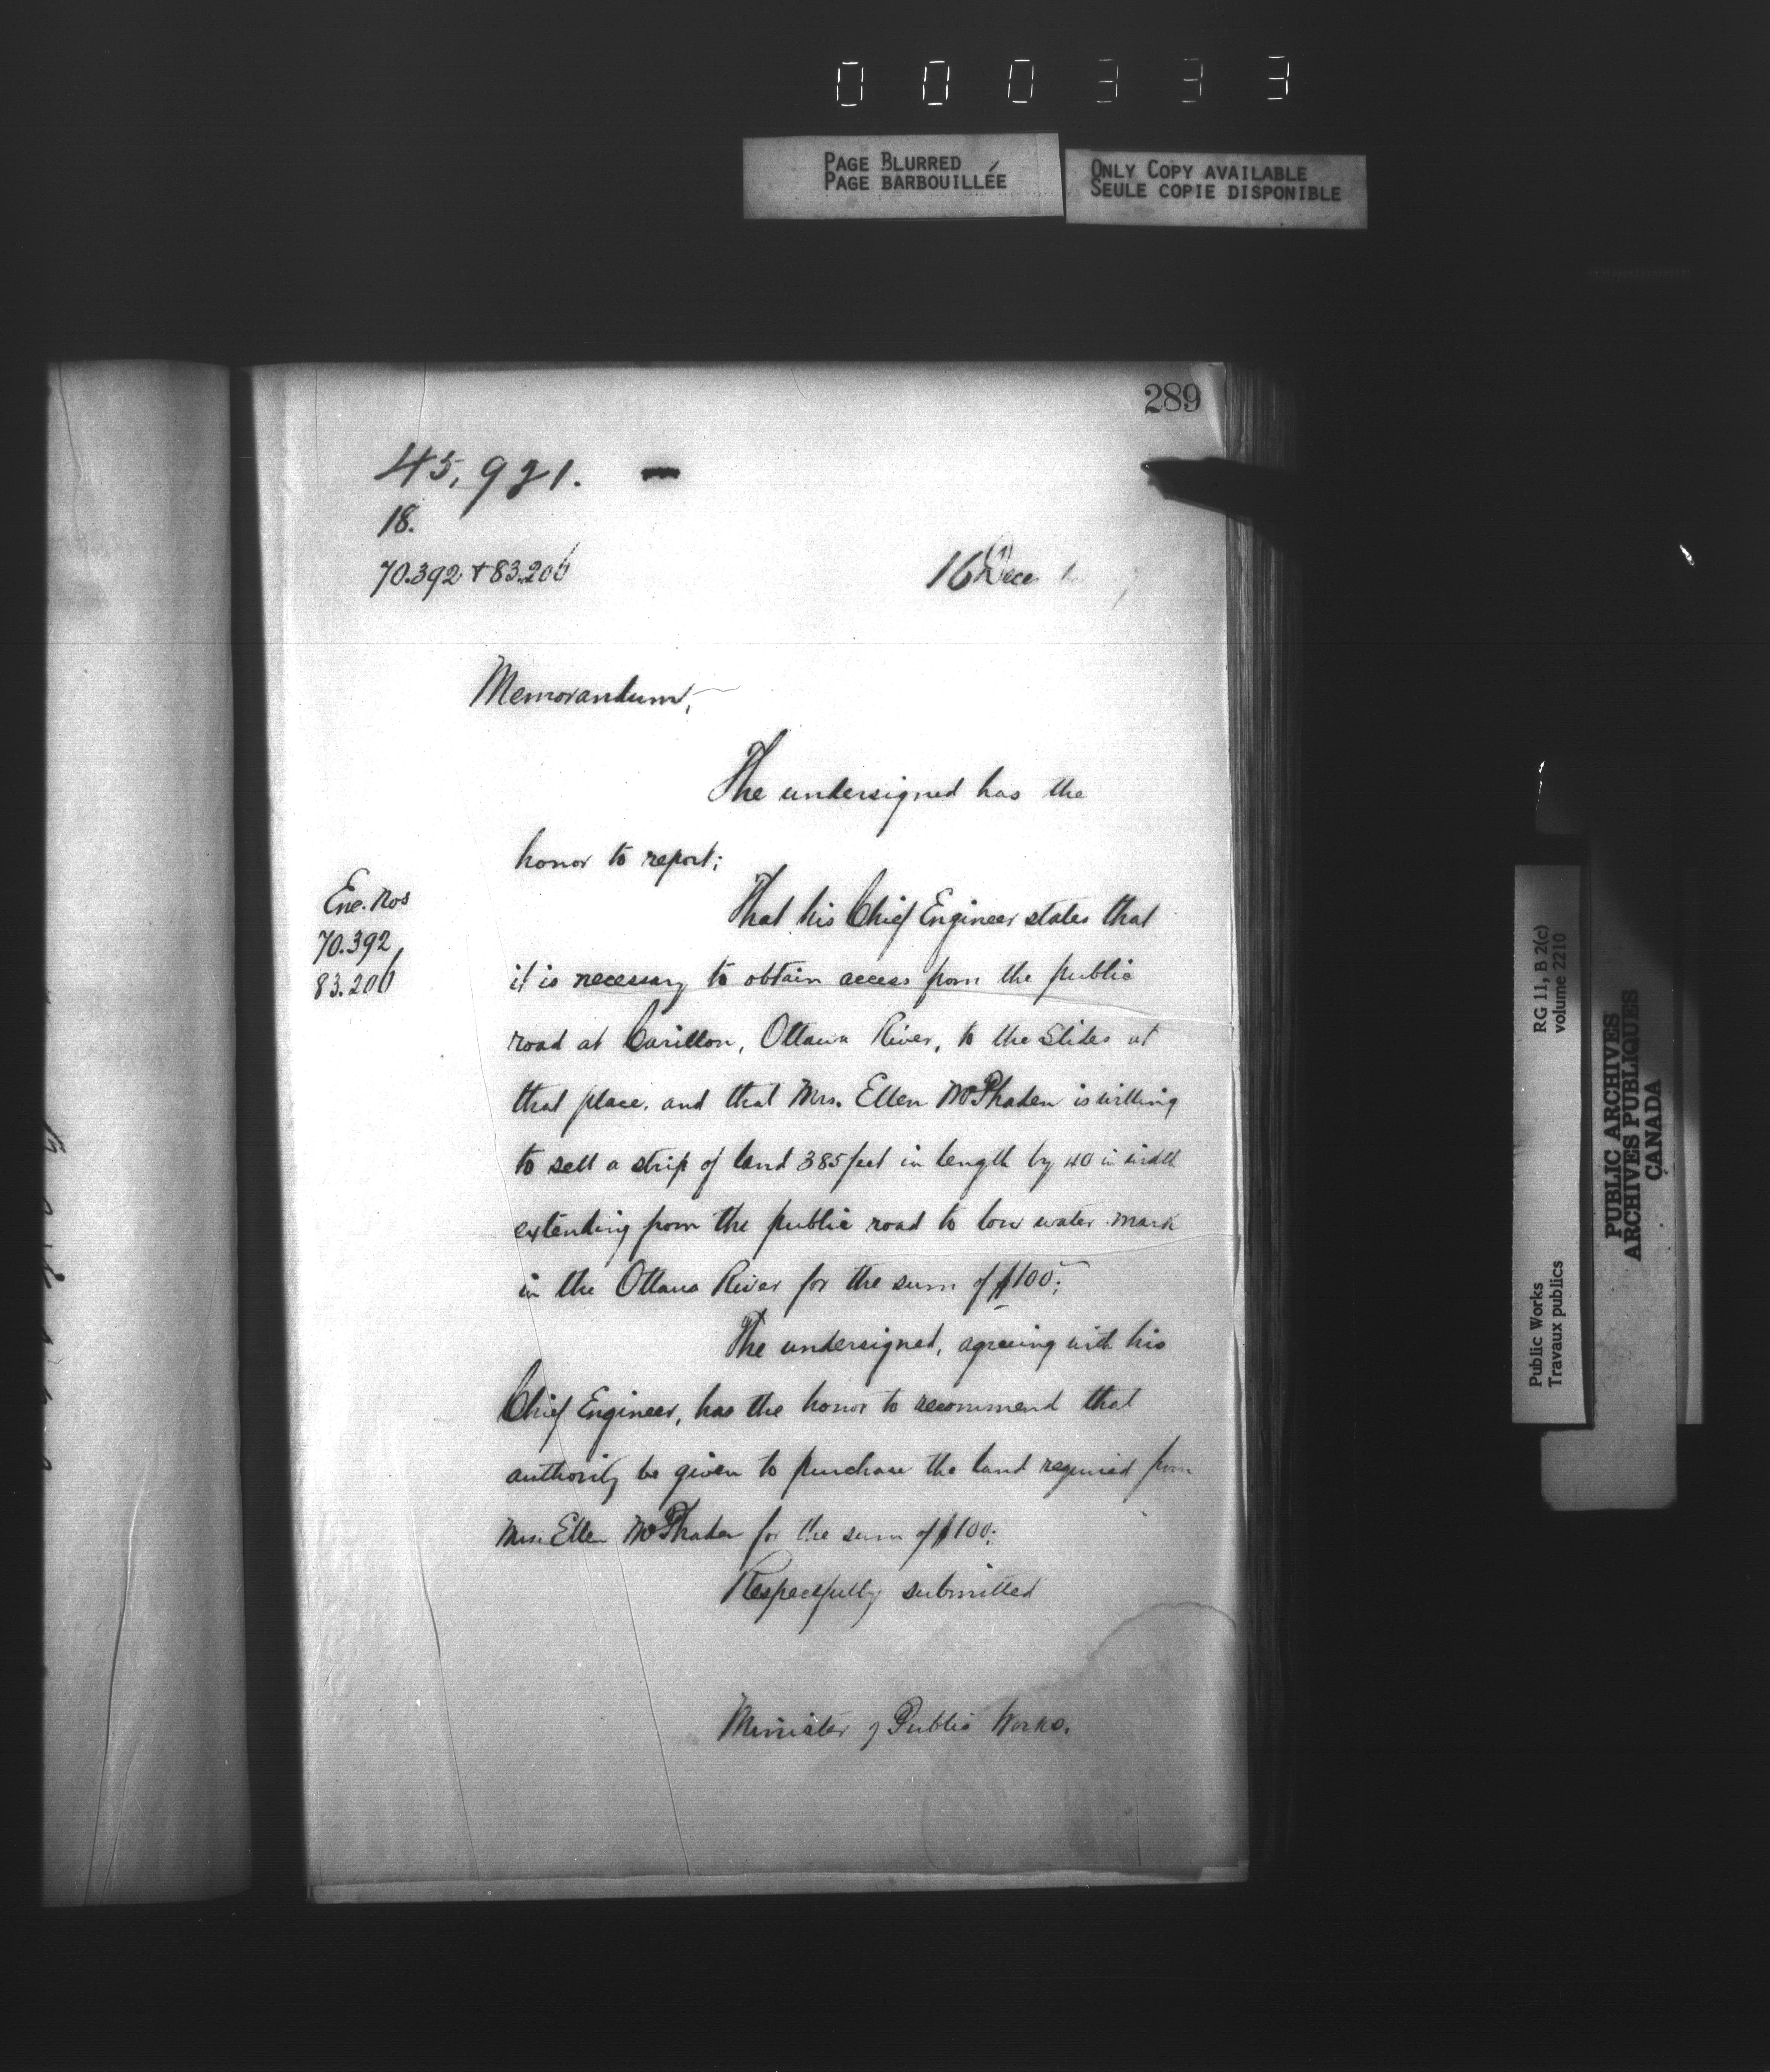 000333
PAGE BLURRED
PAGE BARBOUILLÉE
ONLY COPY AVAILABLE
SEULE COPIE DISPONIBLE
289
45,921.
18.
70.392 + 83.206
16 Dece
Memorandum,
The undersigned has the
honor to report;
That his Chief Engineer states that
Enc. Nos
70.392
83.206
it is necessary to obtain access from the public
road at Carillon, Ottawa River, to the Slides at
that place, and that Mrs. Ellen McPhaden is willing
to sell a strip of land 385 feet in length by 40 in width
extending from the public road to low water mark
in the Ottawa River for the sum of $100;
The undersigned, agreeing with his
Chief Engineer, has the honor to recommend that
authority be given to purchase the land required from
Mrs. Ellen McPhaden for the sum of $100;
Respectfully submitted
Minister of Public Works.
RG 11, B 2(c)
volume 2210
Public Works
Travaux publics
PUBLIC ARCHIVES
ARCHIVES PUBLIQUES
CANADA